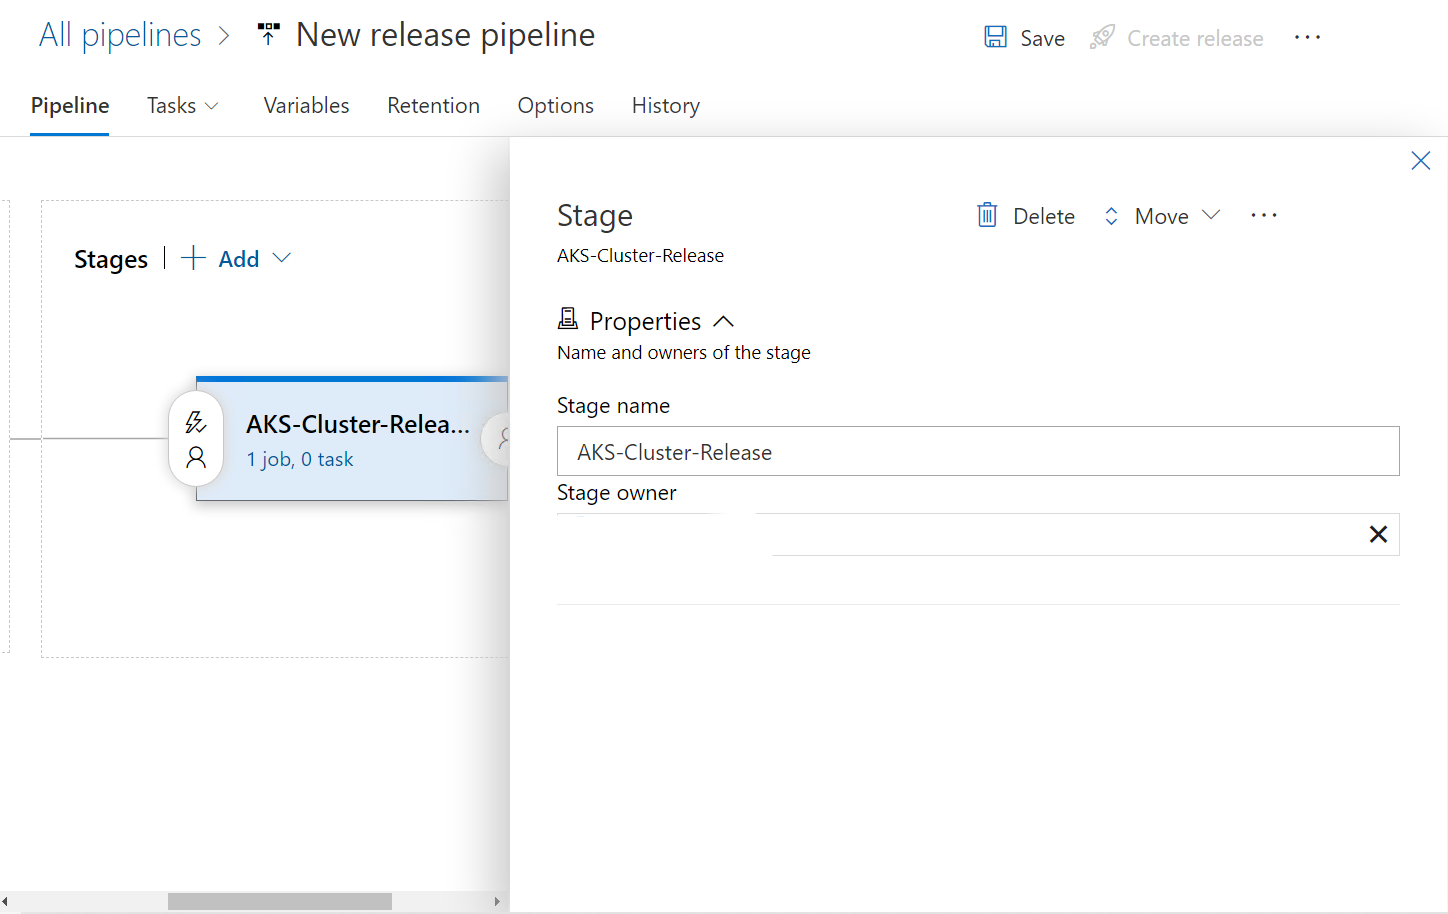 All pipelines > New release pipeline
Save Create release ...
Pipeline Tasks Variables Retention Options History
Stages | + Add
AKS-Cluster-Relea...
1 job, 0 task
Stage
Delete Move ...
AKS-Cluster-Release
Properties
Name and owners of the stage
Stage name
AKS-Cluster-Release
Stage owner